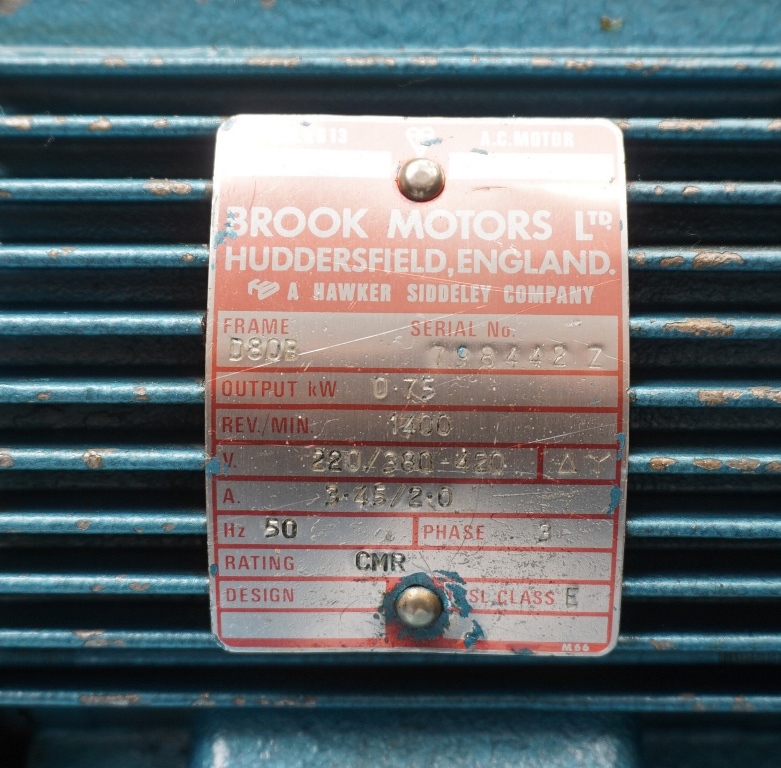 A.C.MOTOR
BROOK MOTORS LTD.
HUDDERSFIELD, ENGLAND.
A HAWKER SIDDELEY COMPANY
FRAME SERIAL No.
D80B 798442 Z
OUTPUT kW 0·75
REV./MIN. 1400
V. 220/380-420 △ Y
A. 3·45/2·0
Hz 50 PHASE 3
RATING CMR
DESIGN CLASS E
M66